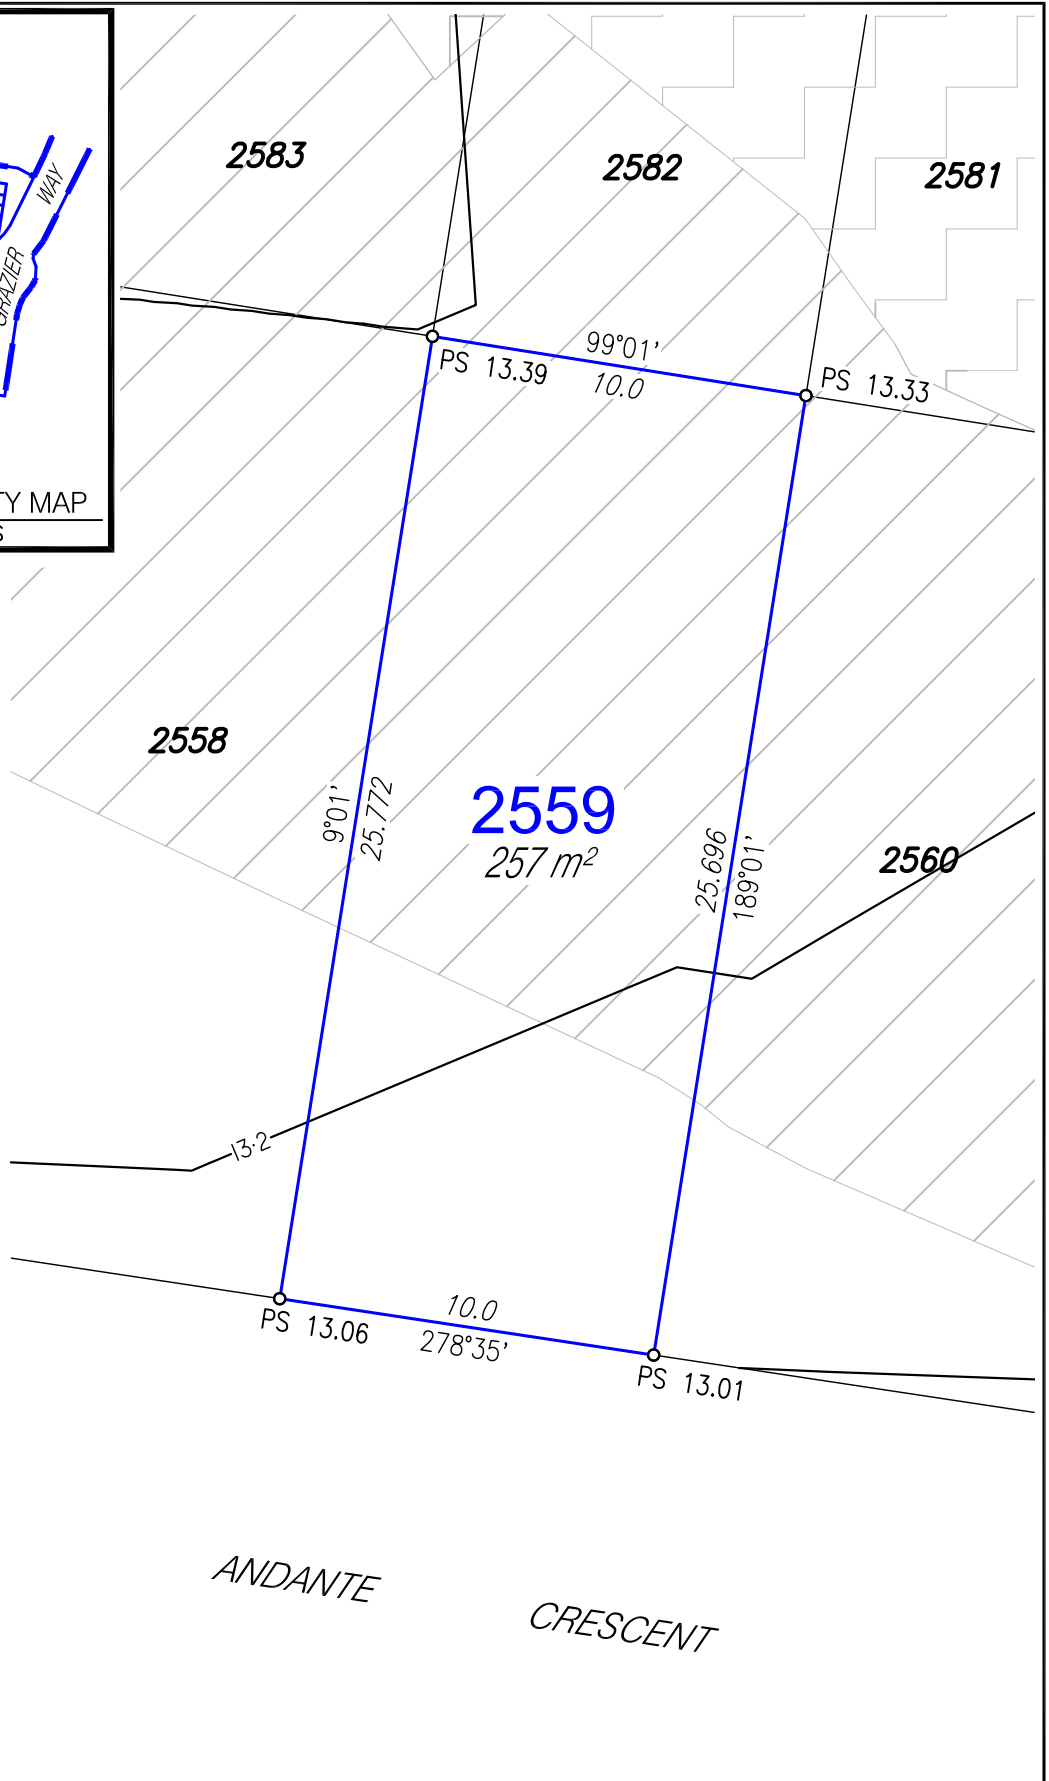 2583
2582
2581
WAY
GRAZIER
99°01'
PS 13.39
10.0
PS 13.33
TY MAP
S
2558
9°01'
25.772
2559
257 m²
25.696
189°01'
2560
13·2
10.0
PS 13.06
278°35'
PS 13.01
ANDANTE CRESCENT